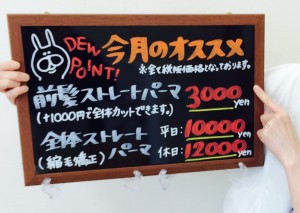 DEW POINT!
今月のオススメ
※全て税抜価格となっております。
前髪ストレートパーマ 3000yen
(+1000円で全体カットできます。)
全体ストレートパーマ
(縮毛矯正)
平日:10000yen
休日:12000yen